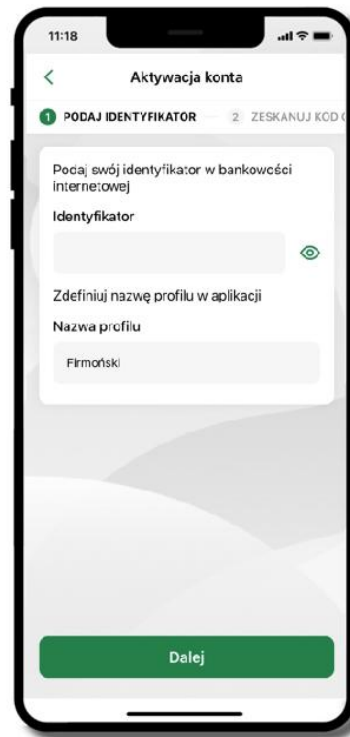 11:18
Aktywacja konta
1 PODAJ IDENTYFIKATOR 2 ZESKANUJ KOD
Podaj swój identyfikator w bankowości
internetowej
Identyfikator
Zdefiniuj nazwę profilu w aplikacji
Nazwa profilu
Firmoński
Dalej